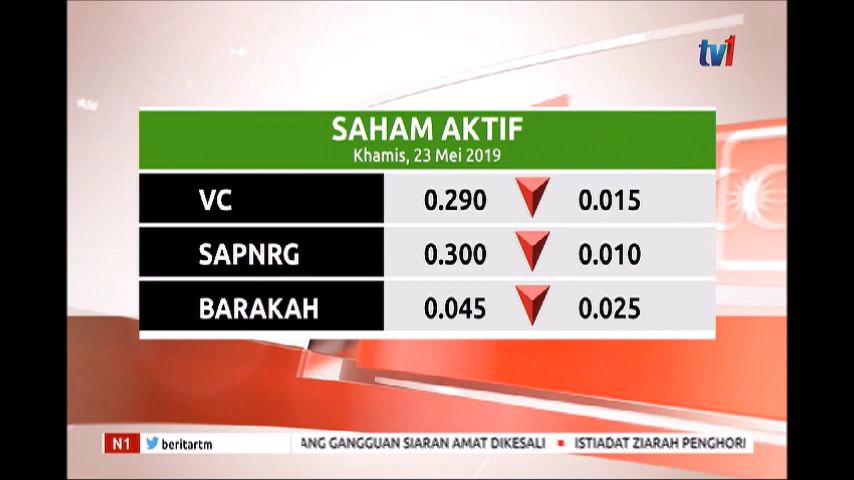 tv1
SAHAM AKTIF
Khamis, 23 Mei 2019
VC 0.290 0.015
SAPNRG 0.300 0.010
BARAKAH 0.045 0.025
N1 beritartm ANG GANGGUAN SIARAN AMAT DIKESALI ISTIADAT ZIARAH PENGHORI